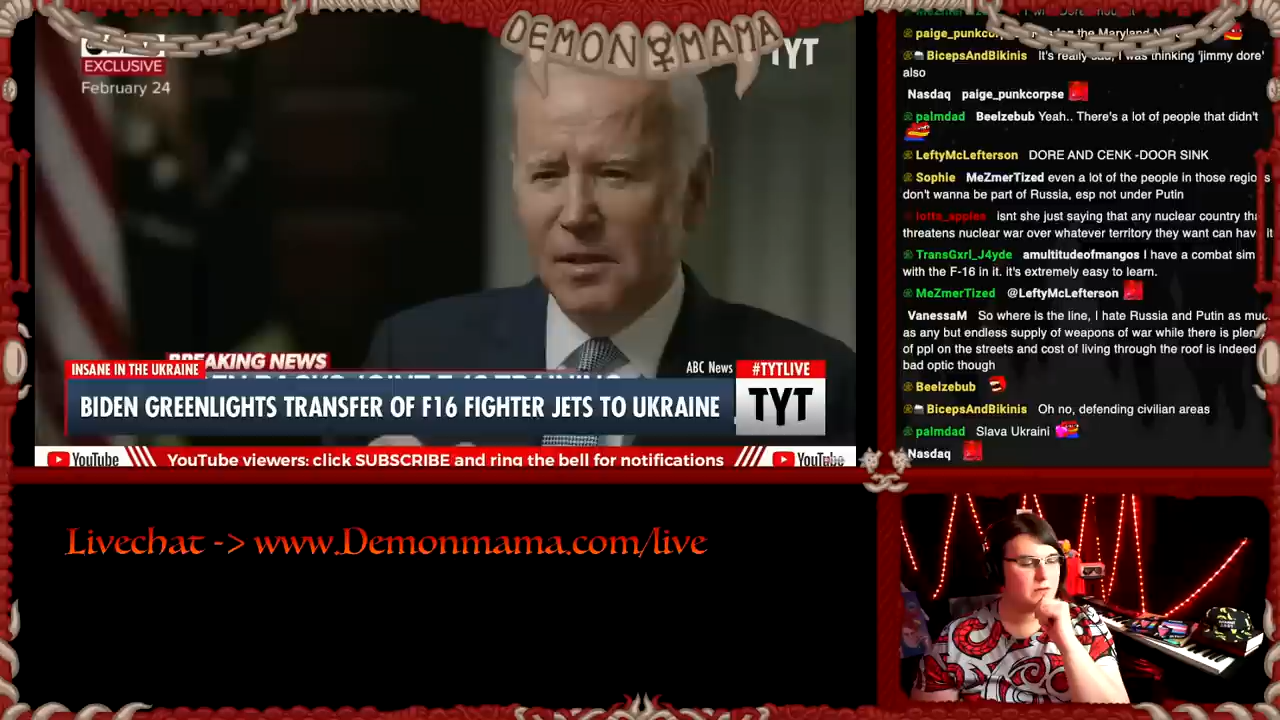 DEMON MAMA
TYT
EXCLUSIVE
February 24
BREAKING NEWS
INSANE IN THE UKRAINE
ABC News
#TYTLIVE
BIDEN GREENLIGHTS TRANSFER OF F16 FIGHTER JETS TO UKRAINE
TYT
YouTube
YouTube viewers: click SUBSCRIBE and ring the bell for notifications
YouTube
the Maryland
BicepsAndBikinis It's really sad, I was thinking 'jimmy dore'
also
Nasdaq paige_punkcorpse
palmdad Beelzebub Yeah.. There's a lot of people that didn't
LeftyMcLefterson DORE AND CENK -DOOR SINK
Sophie MeZmerTized even a lot of the people in those regio s
don't wanna be part of Russia, esp not under Putin
lotta_apples isnt she just saying that any nuclear country tha
threatens nuclear war over whatever territory they want can have it
TransGxrl_J4yde amultitudeofmangos I have a combat sim
with the F-16 in it. it's extremely easy to learn.
MeZmerTized @LeftyMcLefterson
VanessaM So where is the line, I hate Russia and Putin as muc
as any but endless supply of weapons of war while there is plen
of ppl on the streets and cost of living through the roof is indeed
bad optic though
Beelzebub
BicepsAndBikinis Oh no, defending civilian areas
palmdad Slava Ukraini
Nasdaq
Livechat -> www.Demonmama.com/live